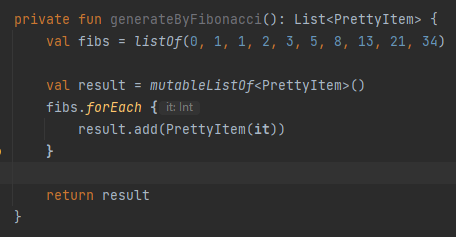 private fun generateByFibonacci(): List<PrettyItem> {
val fibs = listOf(0, 1, 1, 2, 3, 5, 8, 13, 21, 34)
val result = mutableListOf<PrettyItem>()
fibs.forEach { it: Int
result.add(PrettyItem(it))
}
return result
}